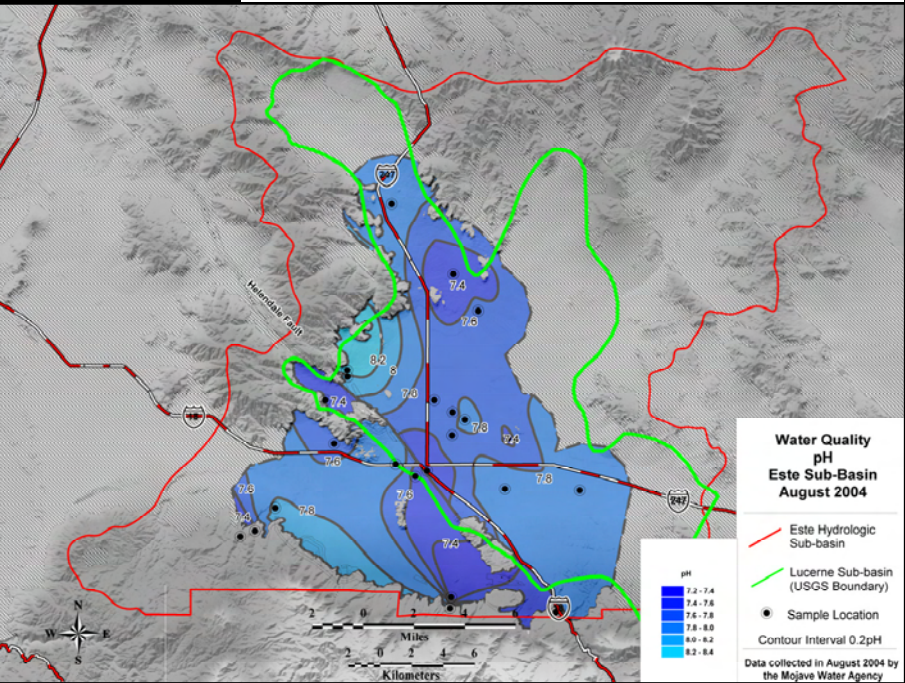 247
7.4
7.6
Helendale Fault
8.2
8
7.8
7.4
7.8
7.4
18
7.6
7.8
7.6
7.6
7.8
247
7.4
7.4
N
W E
S
2 0 2 4 6
Miles
2 0 2 4 6
Kilometers
pH
7.2 - 7.4
7.4 - 7.6
7.6 - 7.8
7.8 - 8.0
8.0 - 8.2
8.2 - 8.4
Water Quality
pH
Este Sub-Basin
August 2004
Este Hydrologic
Sub-basin
Lucerne Sub-basin
(USGS Boundary)
Sample Location
Contour Interval 0.2pH
Data collected in August 2004 by
the Mojave Water Agency